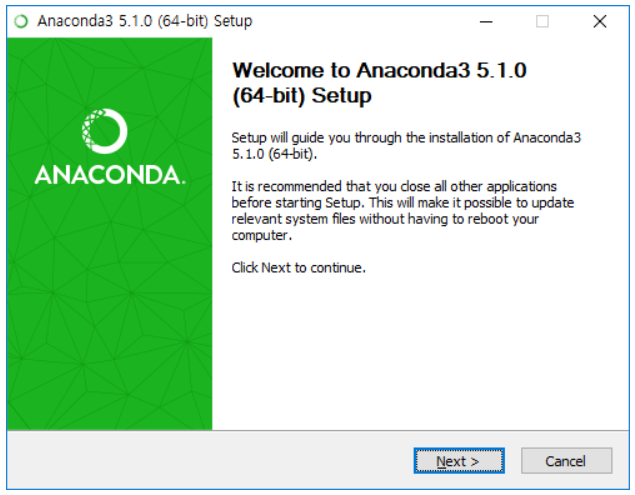 Anaconda3 5.1.0 (64-bit) Setup
ANACONDA.
Welcome to Anaconda3 5.1.0
(64-bit) Setup
Setup will guide you through the installation of Anaconda3
5.1.0 (64-bit).
It is recommended that you close all other applications
before starting Setup. This will make it possible to update
relevant system files without having to reboot your
computer.
Click Next to continue.
Next >
Cancel